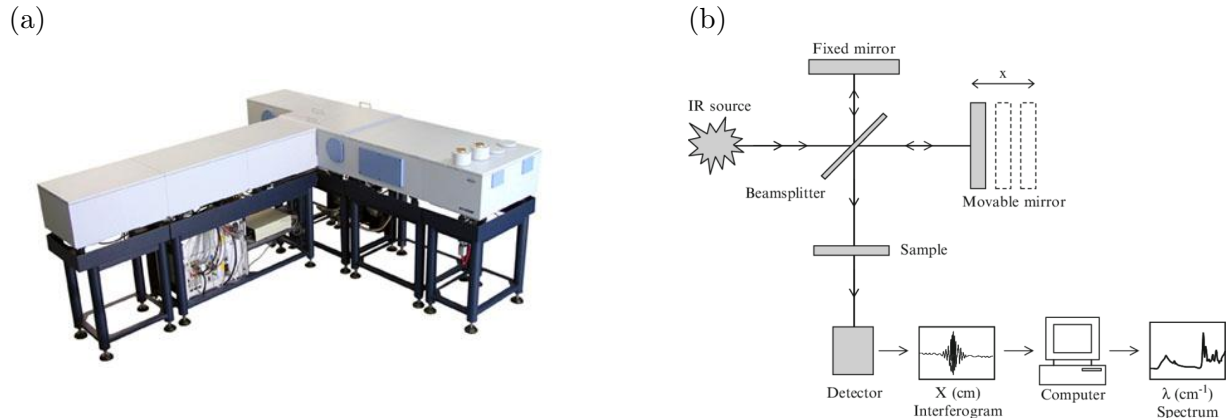 (a)
(b)
Fixed mirror
x
IR source
Beamsplitter
Movable mirror
Sample
Detector
X (cm)
Interferogram
Computer
λ (cm⁻¹)
Spectrum